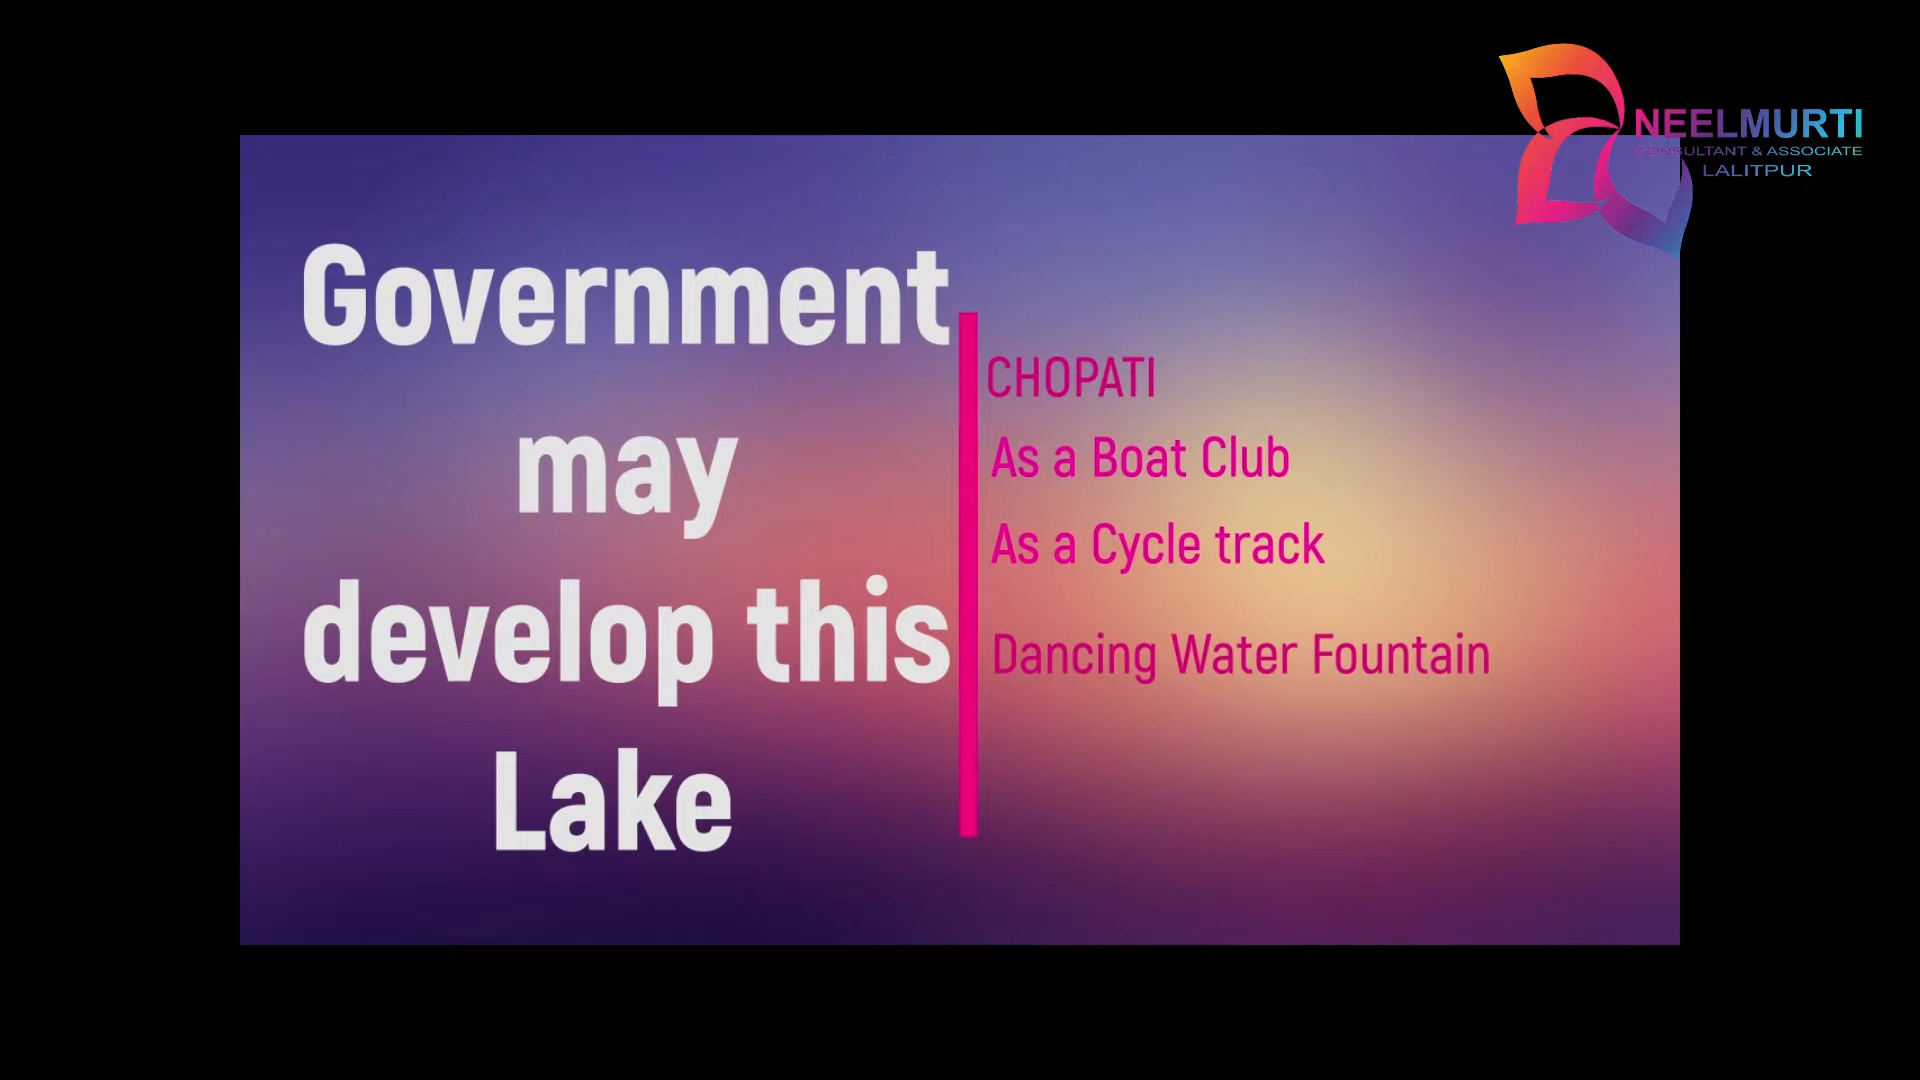 NEELMURTI
CONSULTANT & ASSOCIATE
LALITPUR
Government
may
develop this
Lake
CHOPATI
As a Boat Club
As a Cycle track
Dancing Water Fountain